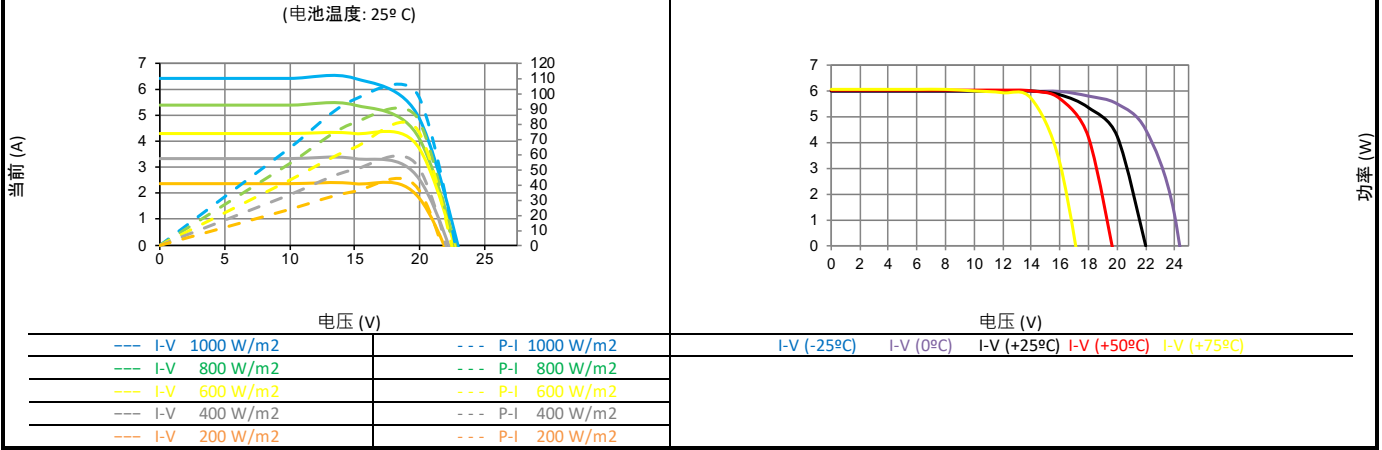 (电池温度: 25º C)
当前 (A)
7
6
5
4
3
2
1
0
120
110
100
90
80
70
60
50
40
30
20
10
0
0 5 10 15 20 25
电压 (V)
7
6
5
4
3
2
1
0
0 2 4 6 8 10 12 14 16 18 20 22 24
功率 (W)
电压 (V)
--- I-V 1000 W/m2
- - - P-I 1000 W/m2
I-V (-25ºC) I-V (0ºC) I-V (+25ºC) I-V (+50ºC) I-V (+75ºC)
--- I-V 800 W/m2
- - - P-I 800 W/m2
--- I-V 600 W/m2
- - - P-I 600 W/m2
--- I-V 400 W/m2
- - - P-I 400 W/m2
--- I-V 200 W/m2
- - - P-I 200 W/m2